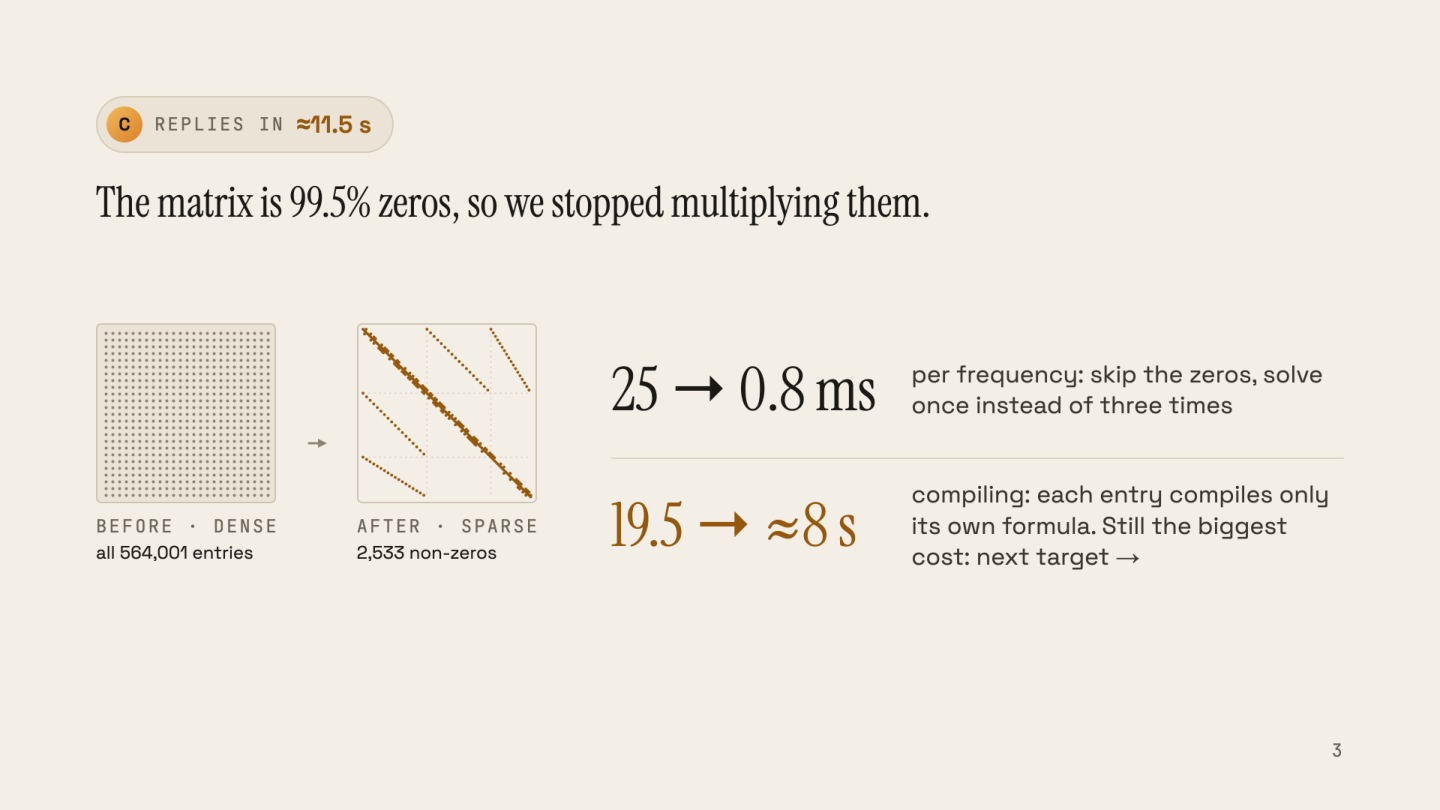 C REPLIES IN ≈11.5 s
The matrix is 99.5% zeros, so we stopped multiplying them.
BEFORE · DENSE
all 564,001 entries
AFTER · SPARSE
2,533 non-zeros
25 → 0.8 ms
per frequency: skip the zeros, solve
once instead of three times
19.5 → ≈8 s
compiling: each entry compiles only
its own formula. Still the biggest
cost: next target →
3